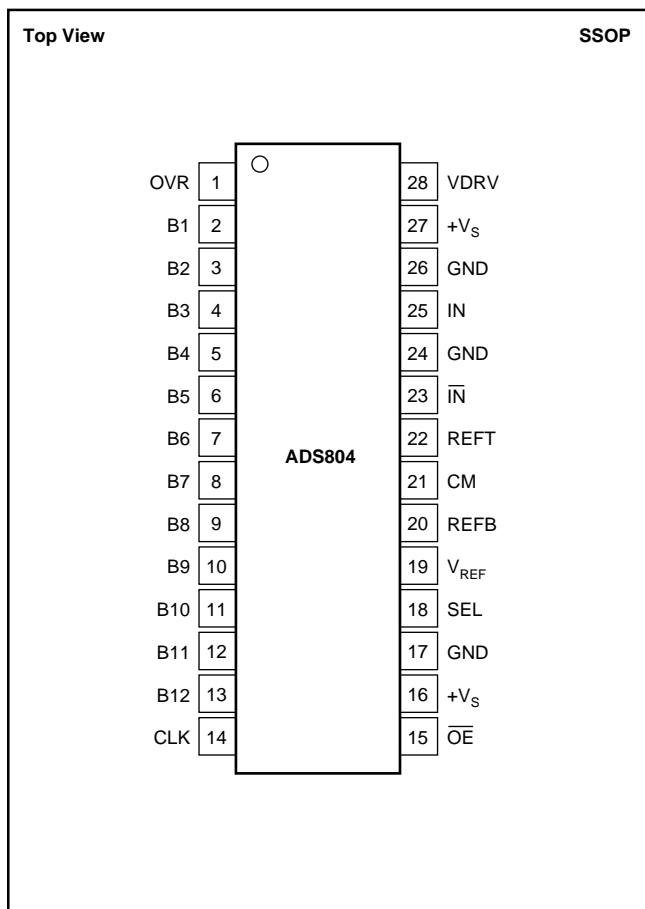 Top View SSOP
OVR 1 28 VDRV
B1 2 27 +VS
B2 3 26 GND
B3 4 25 IN
B4 5 24 GND
B5 6 23 I̅N̅
B6 7 22 REFT
ADS804
B7 8 21 CM
B8 9 20 REFB
B9 10 19 VREF
B10 11 18 SEL
B11 12 17 GND
B12 13 16 +VS
CLK 14 15 O̅E̅